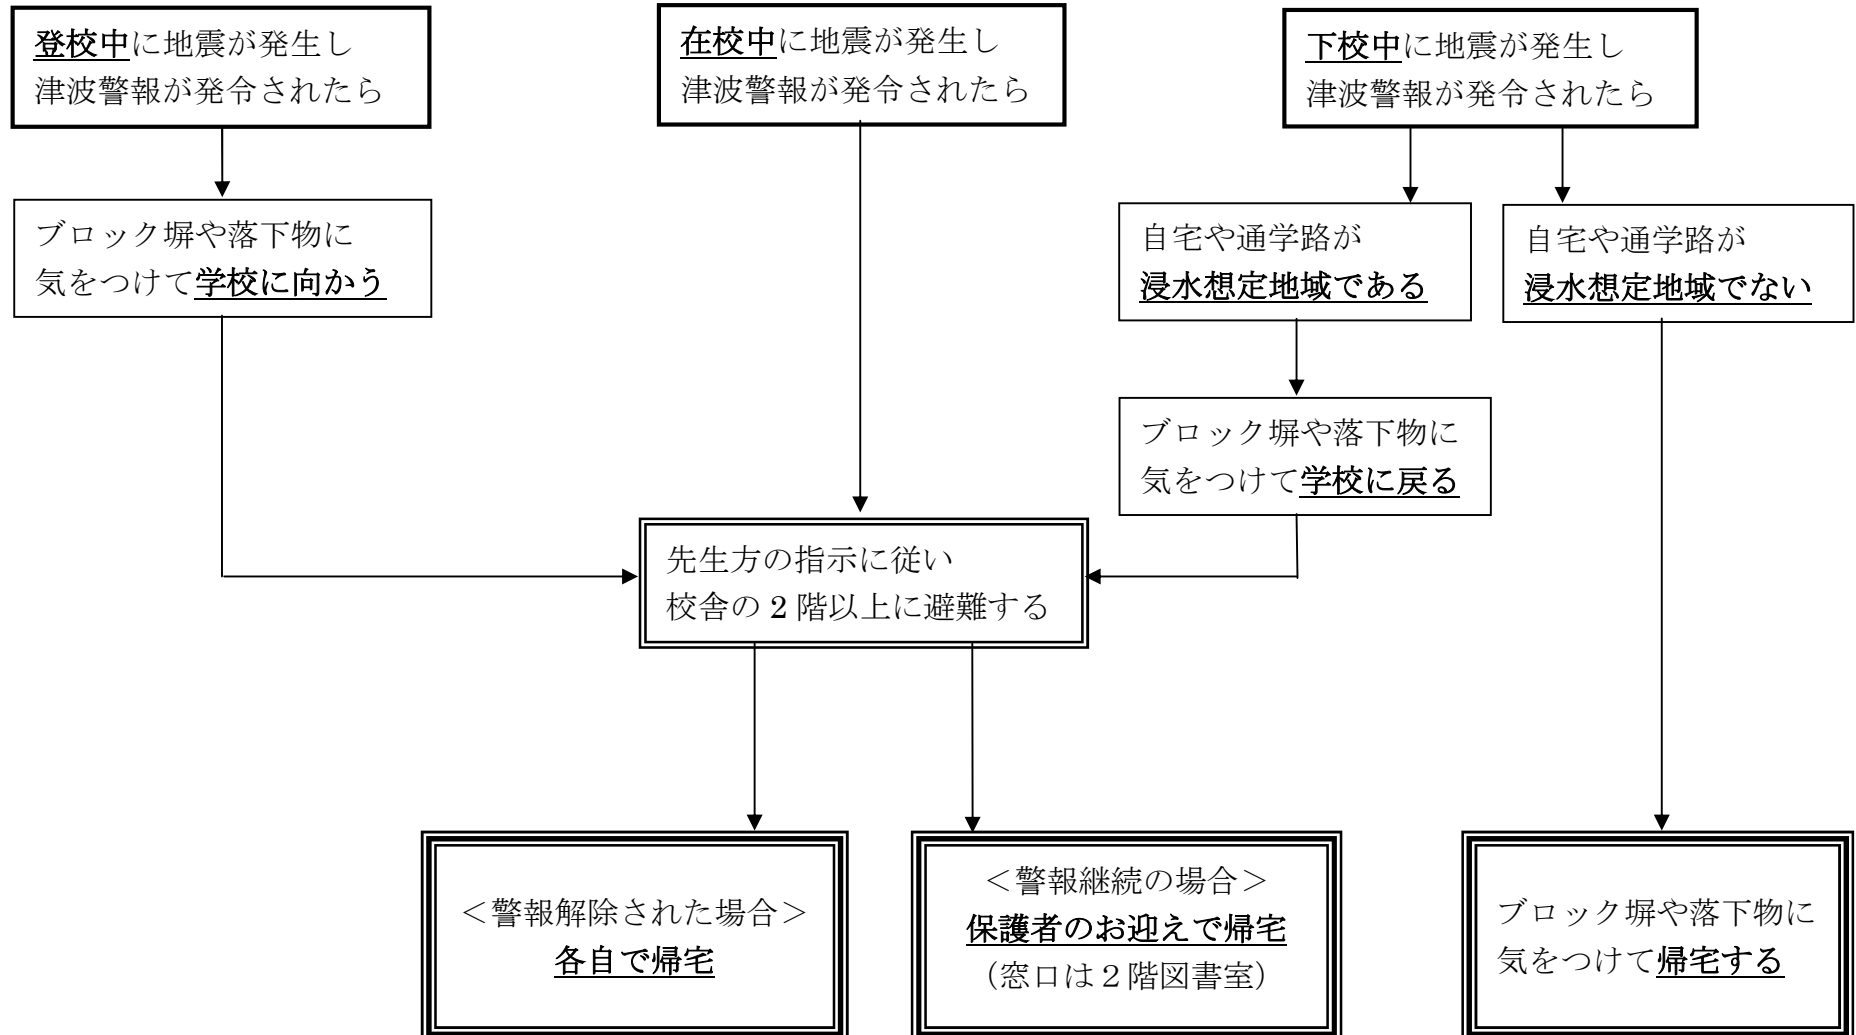 登校中に地震が発生し
津波警報が発令されたら
在校中に地震が発生し
津波警報が発令されたら
下校中に地震が発生し
津波警報が発令されたら
ブロック塀や落下物に
気をつけて学校に向かう
自宅や通学路が
浸水想定地域である
自宅や通学路が
浸水想定地域でない
ブロック塀や落下物に
気をつけて学校に戻る
先生方の指示に従い
校舎の2階以上に避難する
＜警報解除された場合＞
各自で帰宅
＜警報継続の場合＞
保護者のお迎えで帰宅
（窓口は２階図書室）
ブロック塀や落下物に
気をつけて帰宅する